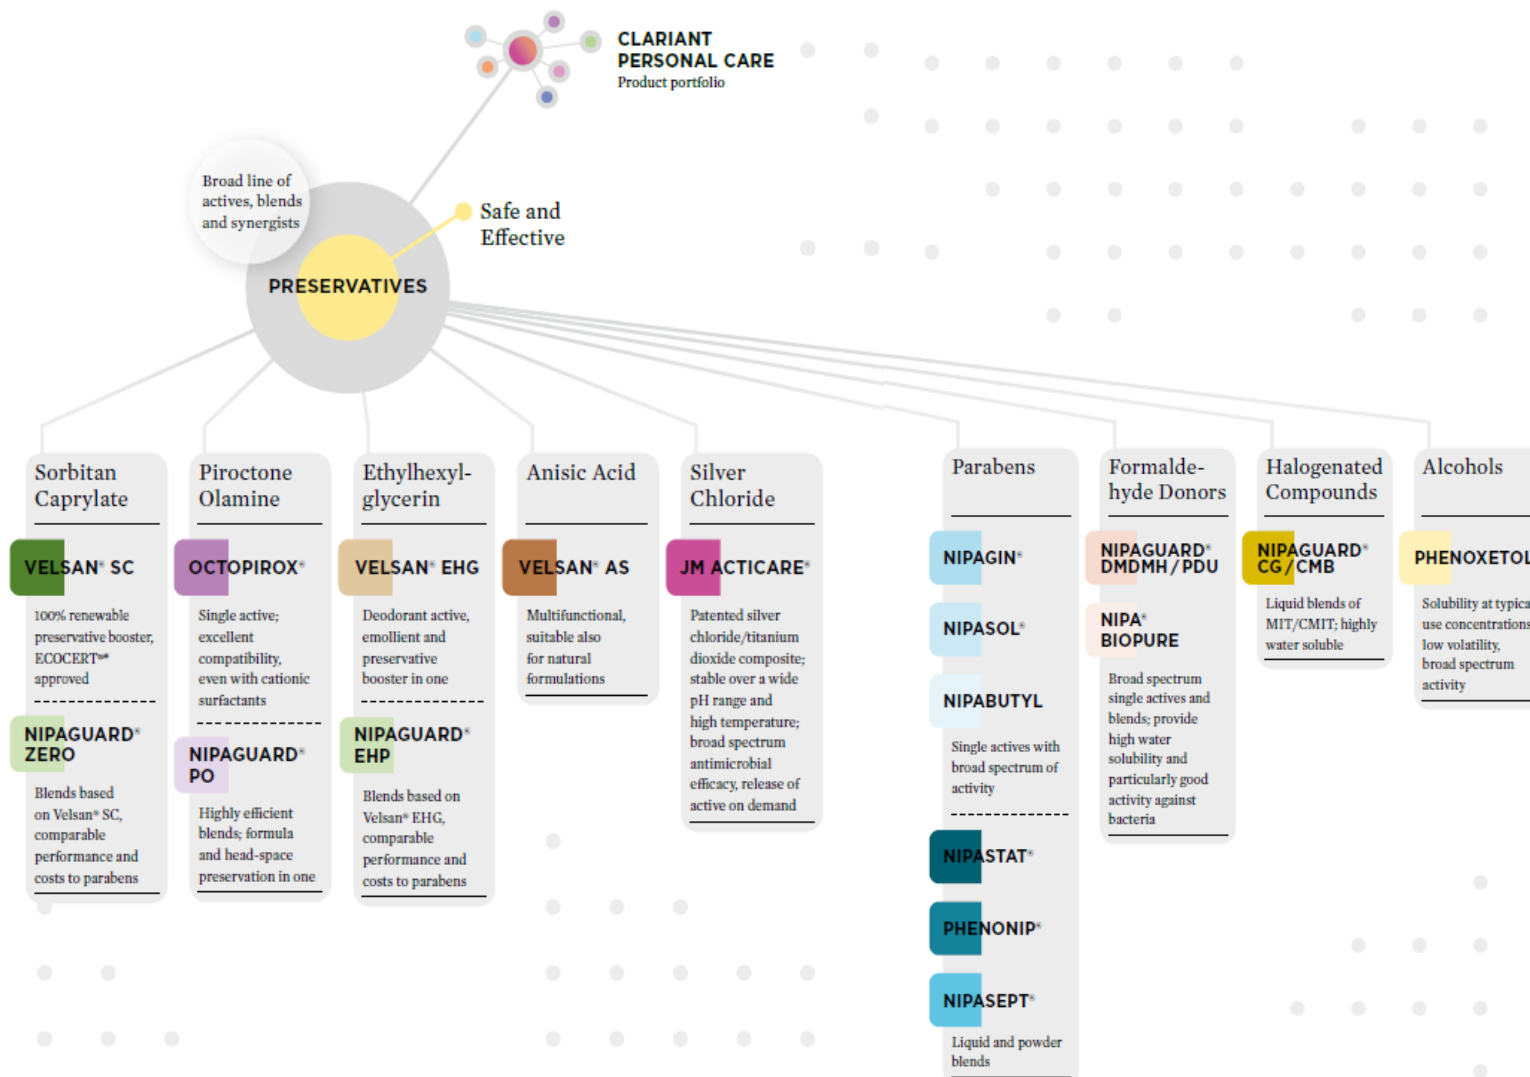 CLARIANT
PERSONAL CARE
Product portfolio
Broad line of
actives, blends
and synergists
Safe and
Effective
PRESERVATIVES
Sorbitan
Caprylate
VELSAN® SC
100% renewable
preservative booster,
ECOCERT®*
approved
NIPAGUARD®
ZERO
Blends based
on Velsan® SC,
comparable
performance and
costs to parabens
Piroctone
Olamine
OCTOPIROX®
Single active;
excellent
compatibility,
even with cationic
surfactants
NIPAGUARD®
PO
Highly efficient
blends; formula
and head-space
preservation in one
Ethylhexyl-
glycerin
VELSAN® EHG
Deodorant active,
emollient and
preservative
booster in one
NIPAGUARD®
EHP
Blends based on
Velsan® EHG,
comparable
performance and
costs to parabens
Anisic Acid
VELSAN® AS
Multifunctional,
suitable also
for natural
formulations
Silver
Chloride
JM ACTICARE®
Patented silver
chloride/titanium
dioxide composite;
stable over a wide
pH range and
high temperature;
broad spectrum
antimicrobial
efficacy, release of
active on demand
Parabens
NIPAGIN®
NIPASOL®
NIPABUTYL
Single actives with
broad spectrum of
activity
NIPASTAT®
PHENONIP®
NIPASEPT®
Liquid and powder
blends
Formalde-
hyde Donors
NIPAGUARD®
DMDMH / PDU
NIPA®
BIOPURE
Broad spectrum
single actives and
blends; provide
high water
solubility and
particularly good
activity against
bacteria
Halogenated
Compounds
NIPAGUARD®
CG / CMB
Liquid blends of
MIT/CMIT; highly
water soluble
Alcohols
PHENOXETOL
Solubility at typica
use concentrations
low volatility,
broad spectrum
activity